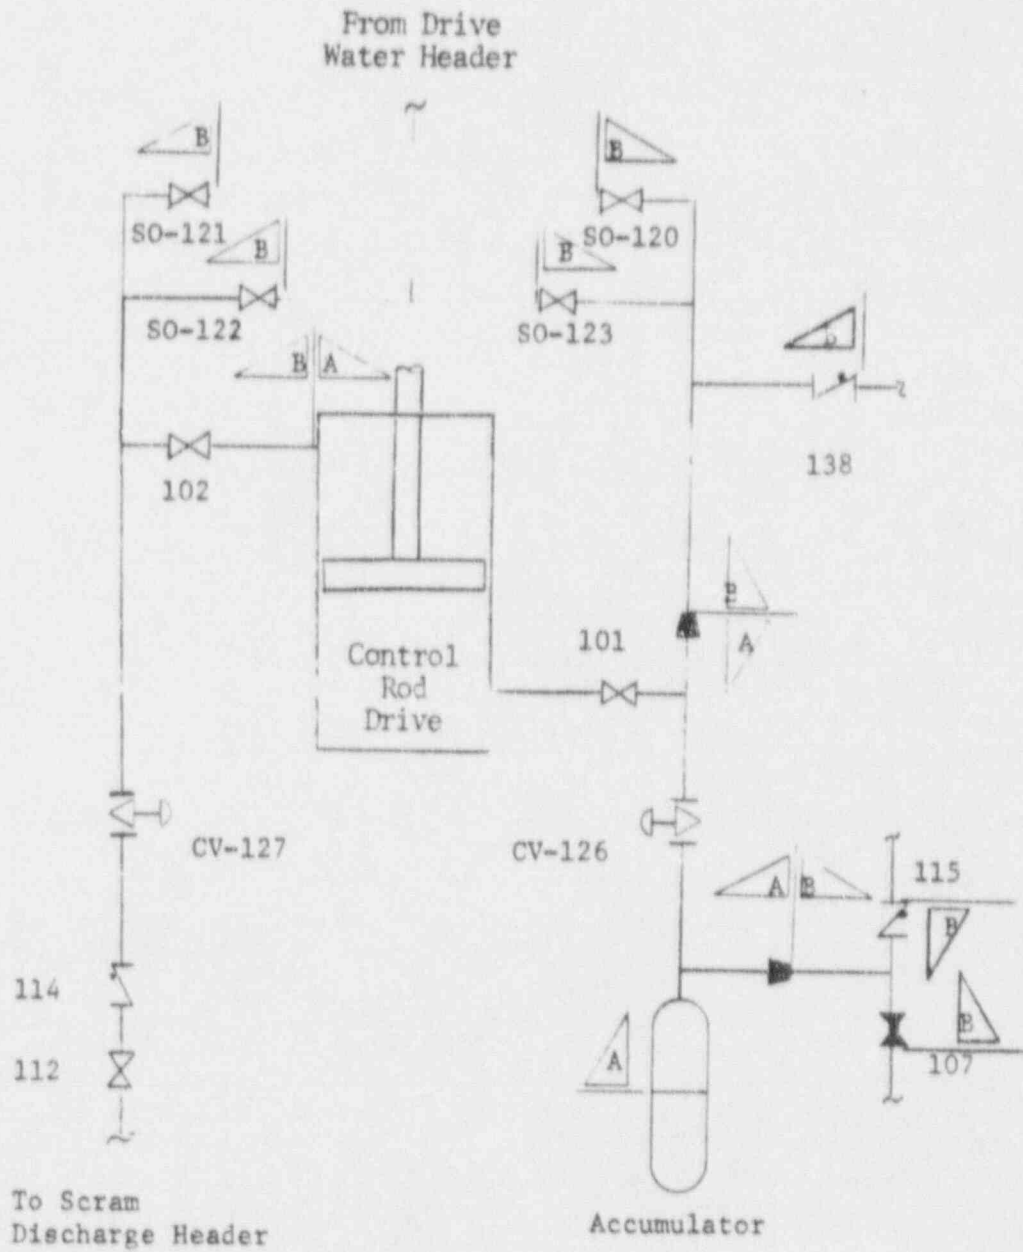 From Drive
Water Header
B
B
SO-121
SO-120
B
B
SO-122
SO-123
B
A
138
102
101
A
Control
Rod
Drive
CV-127
CV-126
A
B
115
B
114
B
A
112
107
To Scram
Discharge Header
Accumulator